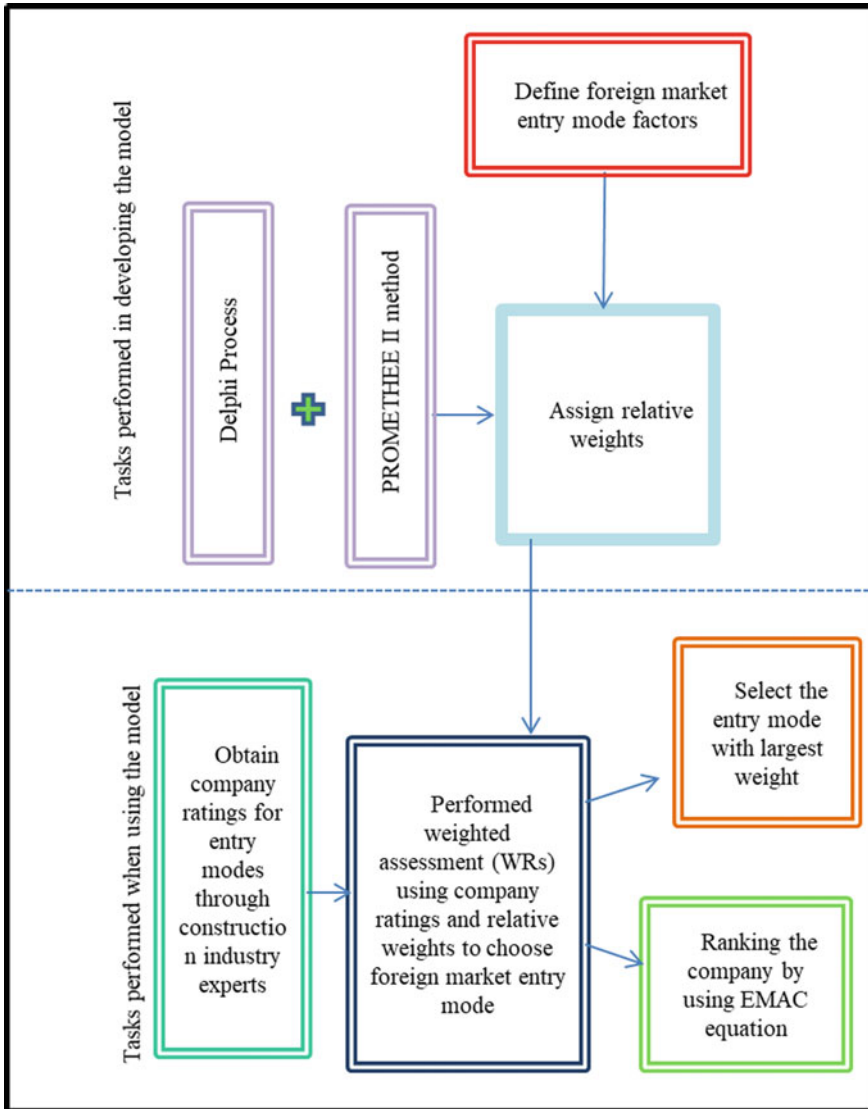 Tasks performed in developing the model
Define foreign market
entry mode factors
Delphi Process
PROMETHEE II method
Assign relative
weights
Tasks performed when using the model
Obtain
company
ratings for
entry
modes
through
constructio
n industry
experts
Performed
weighted
assessment (WRs)
using company
ratings and relative
weights to choose
foreign market entry
mode
Select the
entry mode
with largest
weight
Ranking the
company by
using EMAC
equation